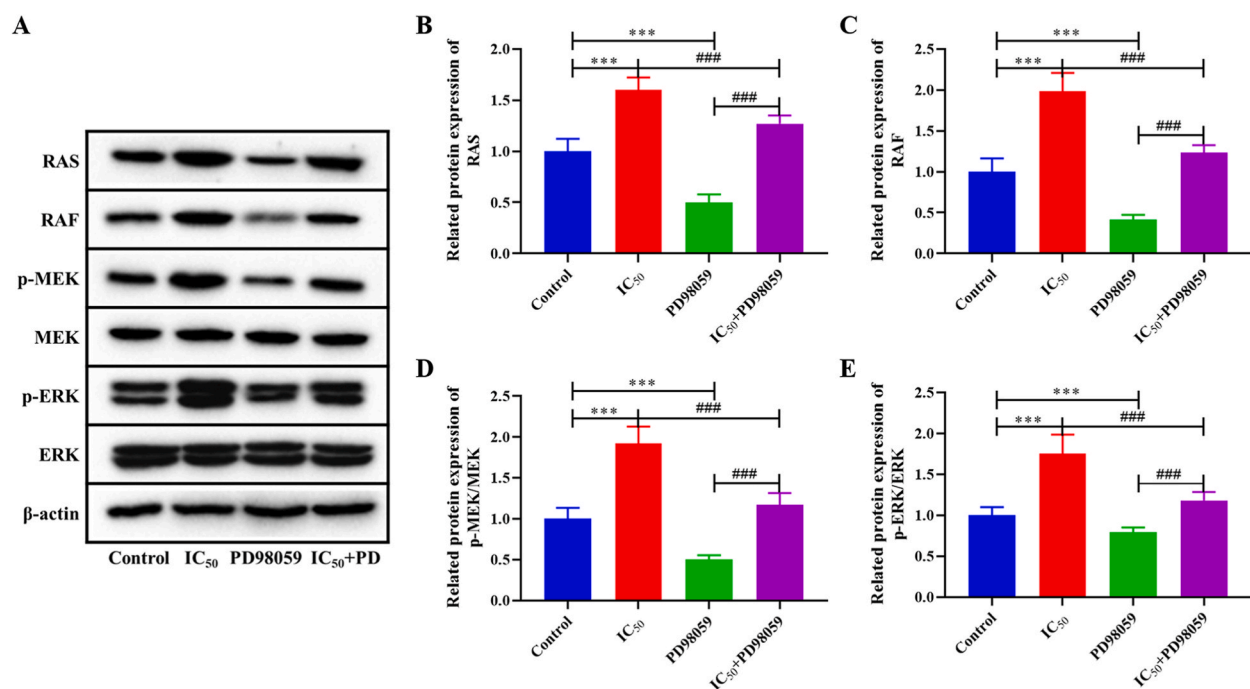 A
RAS
RAF
p-MEK
MEK
p-ERK
ERK
β-actin
Control IC₅₀ PD98059 IC₅₀+PD
B
Related protein expression of
RAS
2.0
1.5
1.0
0.5
0.0
***
***
###
###
Control
IC₅₀
PD98059
IC₅₀+PD98059
C
Related protein expression of
RAF
2.5
2.0
1.5
1.0
0.5
0.0
***
***
###
###
Control
IC₅₀
PD98059
IC₅₀+PD98059
D
Related protein expression of
p-MEK/MEK
2.5
2.0
1.5
1.0
0.5
0.0
***
***
###
###
Control
IC₅₀
PD98059
IC₅₀+PD98059
E
Related protein expression of
p-ERK/ERK
2.5
2.0
1.5
1.0
0.5
0.0
***
***
###
###
Control
IC₅₀
PD98059
IC₅₀+PD98059